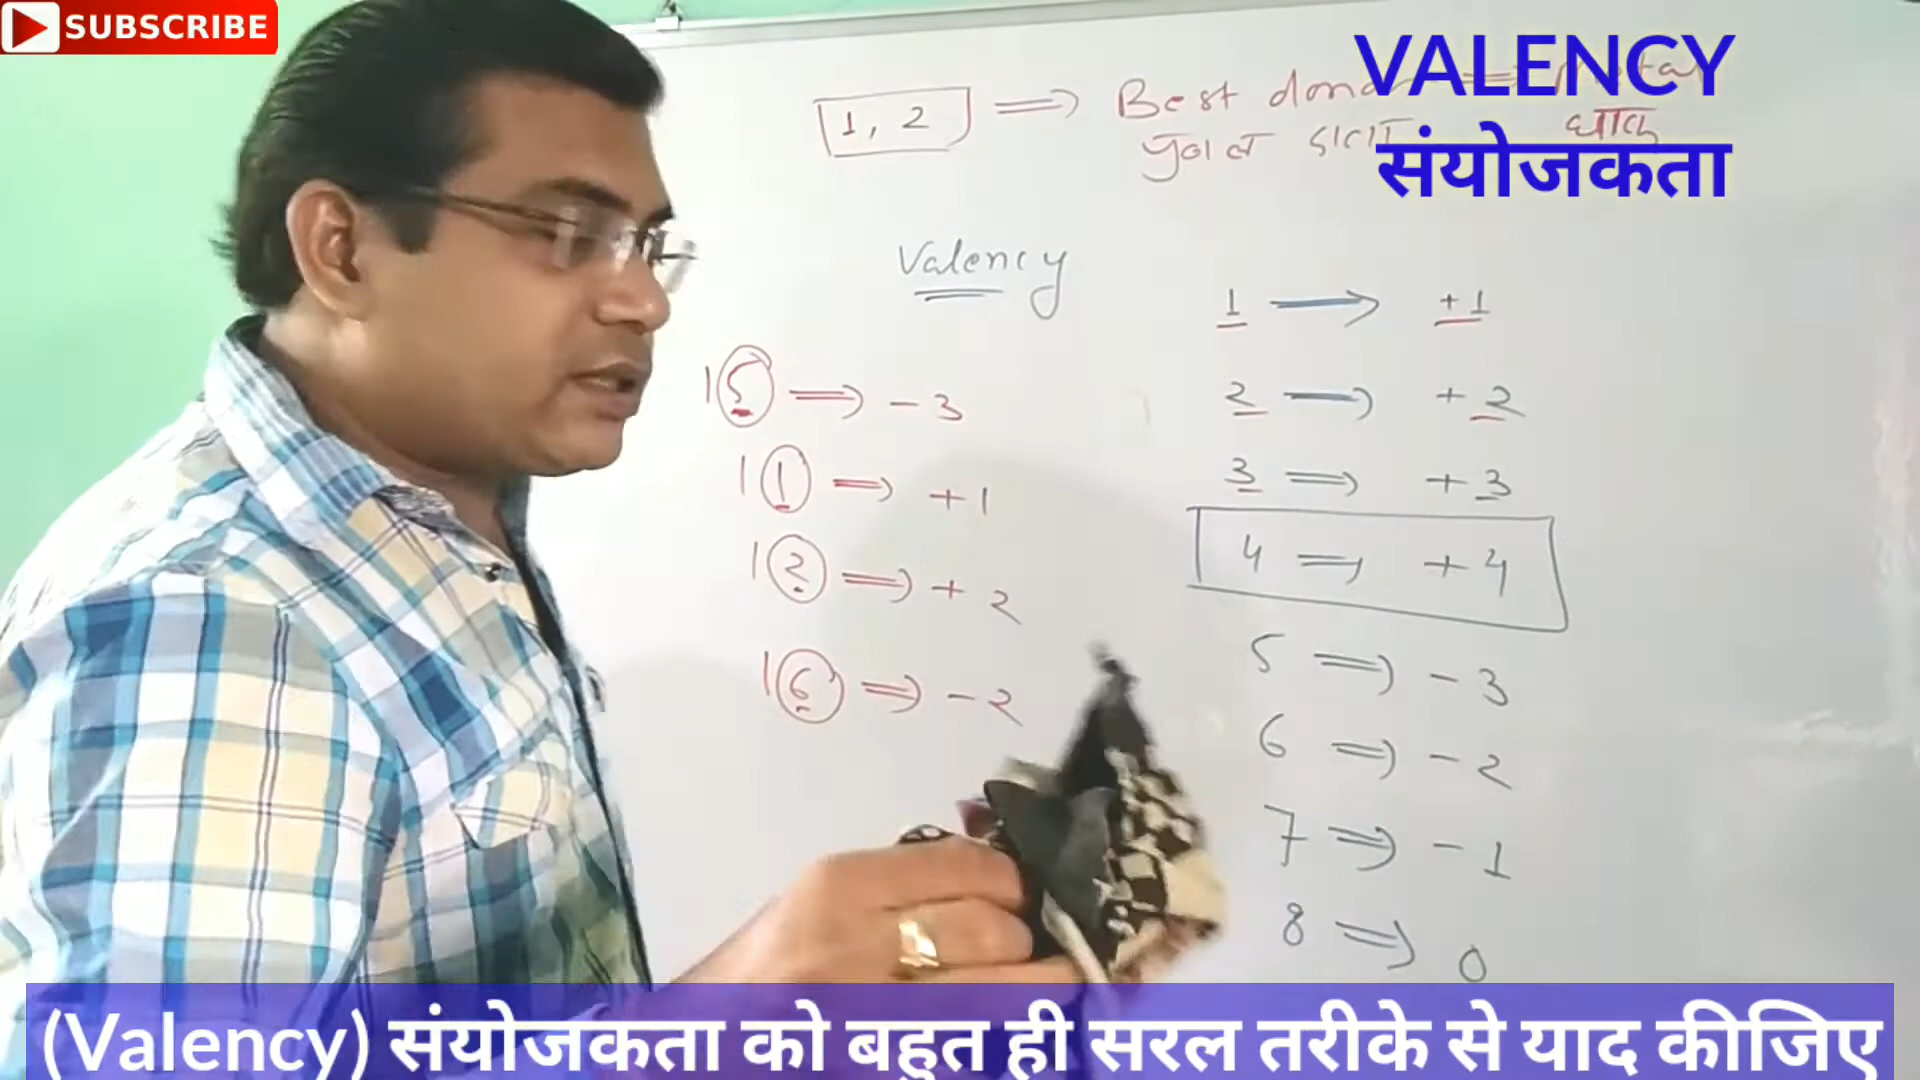 SUBSCRIBE
VALENCY
संयोजकता
1, 2 ⟹ Best
Valency
1 ⟶ +1
2 ⟶ +2
3 ⟹ +3
4 ⟹ +4
5 ⟹ -3
6 ⟹ -2
7 ⟹ -1
8 ⟹ 0
15 ⟹ -3
11 ⟹ +1
12 ⟹ +2
16 ⟹ -2
(Valency) संयोजकता को बहुत ही सरल तरीके से याद कीजिए